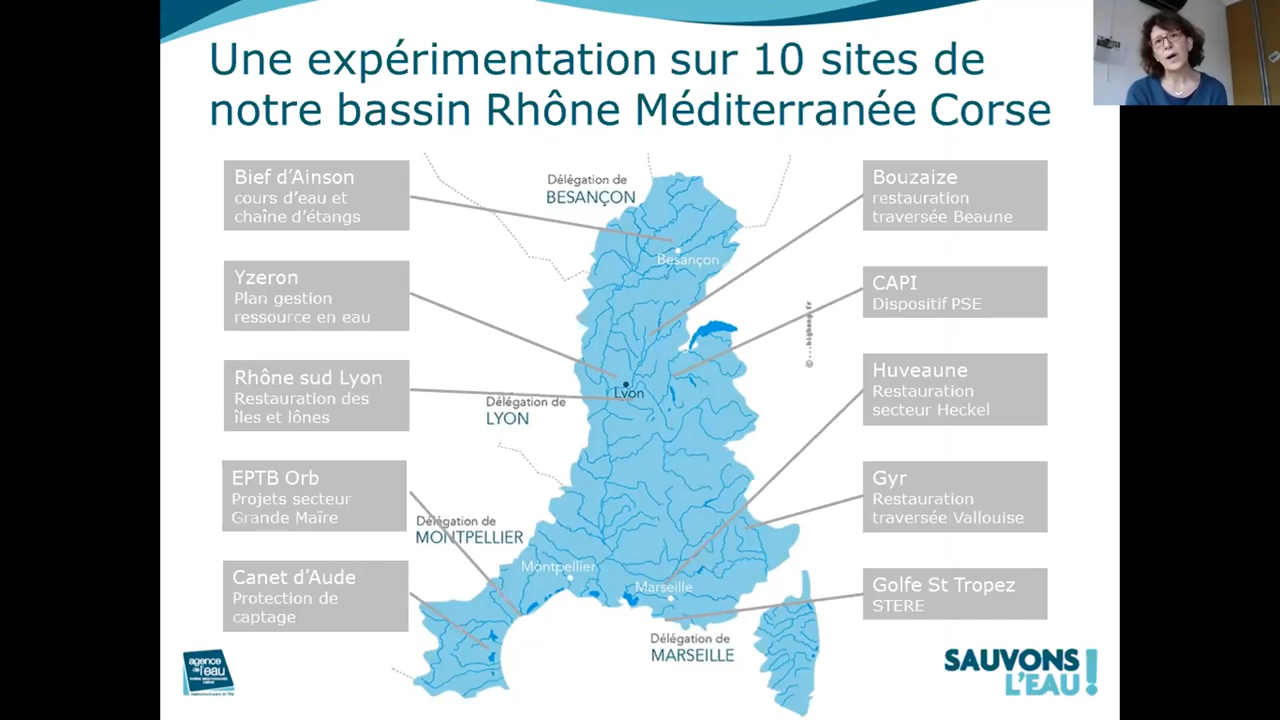 Une expérimentation sur 10 sites de
notre bassin Rhône Méditerranée Corse
Bief d'Ainson
cours d'eau et
chaîne d'étangs
Yzeron
Plan gestion
ressource en eau
Rhône sud Lyon
Restauration des
îles et lônes
EPTB Orb
Projets secteur
Grande Maïre
Canet d'Aude
Protection de
captage
Délégation de
BESANÇON
Besançon
Lyon
Délégation de
LYON
Délégation de
MONTPELLIER
Montpellier
Marseille
Délégation de
MARSEILLE
Bouzaize
restauration
traversée Beaune
CAPI
Dispositif PSE
Huveaune
Restauration
secteur Heckel
Gyr
Restauration
traversée Vallouise
Golfe St Tropez
STERE
agence
de l'eau
SAUVONS
L'EAU!